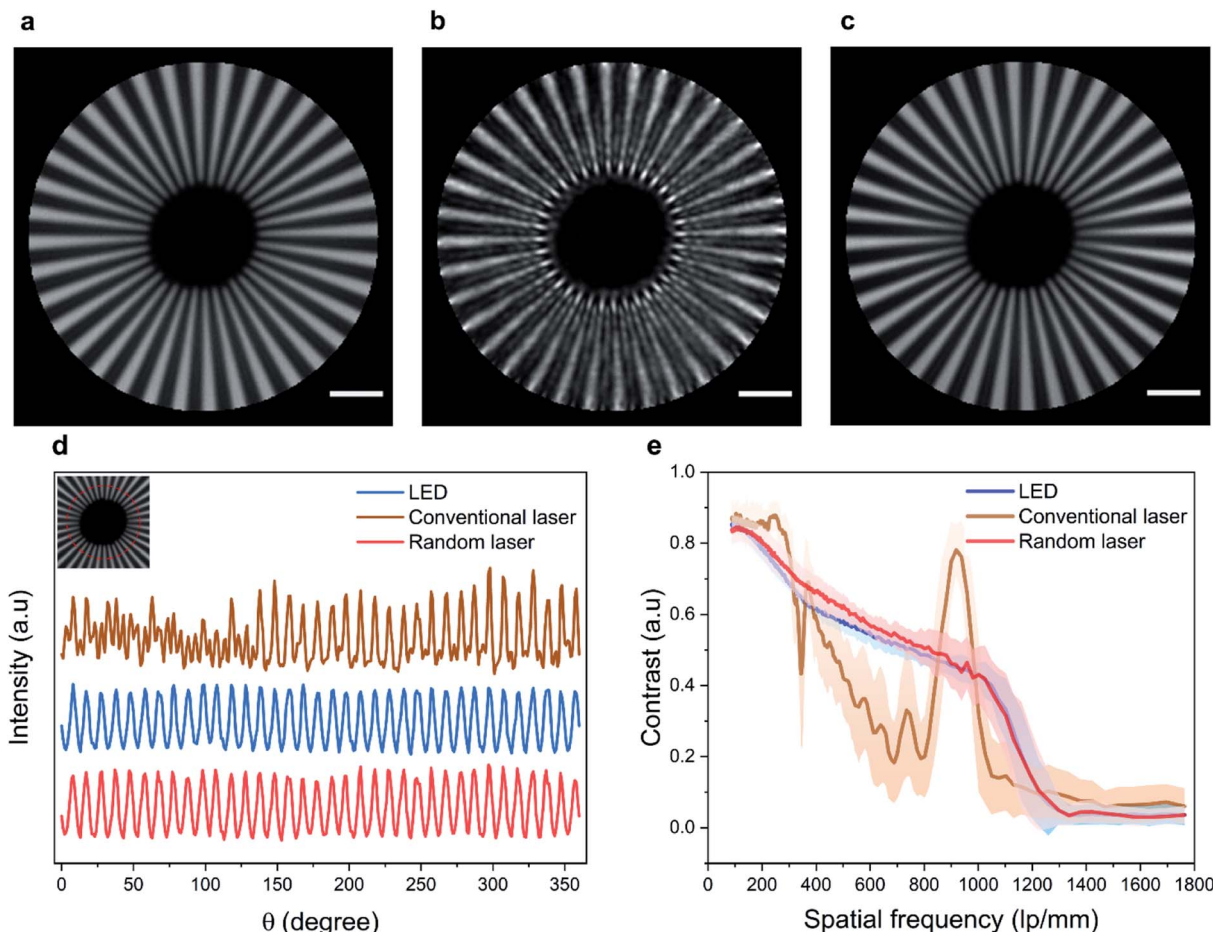 a
b
c
d
LED
Conventional laser
Random laser
Intensity (a.u)
0 50 100 150 200 250 300 350
θ (degree)
e
LED
Conventional laser
Random laser
1.0
0.8
0.6
0.4
0.2
0.0
Contrast (a.u)
0 200 400 600 800 1000 1200 1400 1600 1800
Spatial frequency (lp/mm)